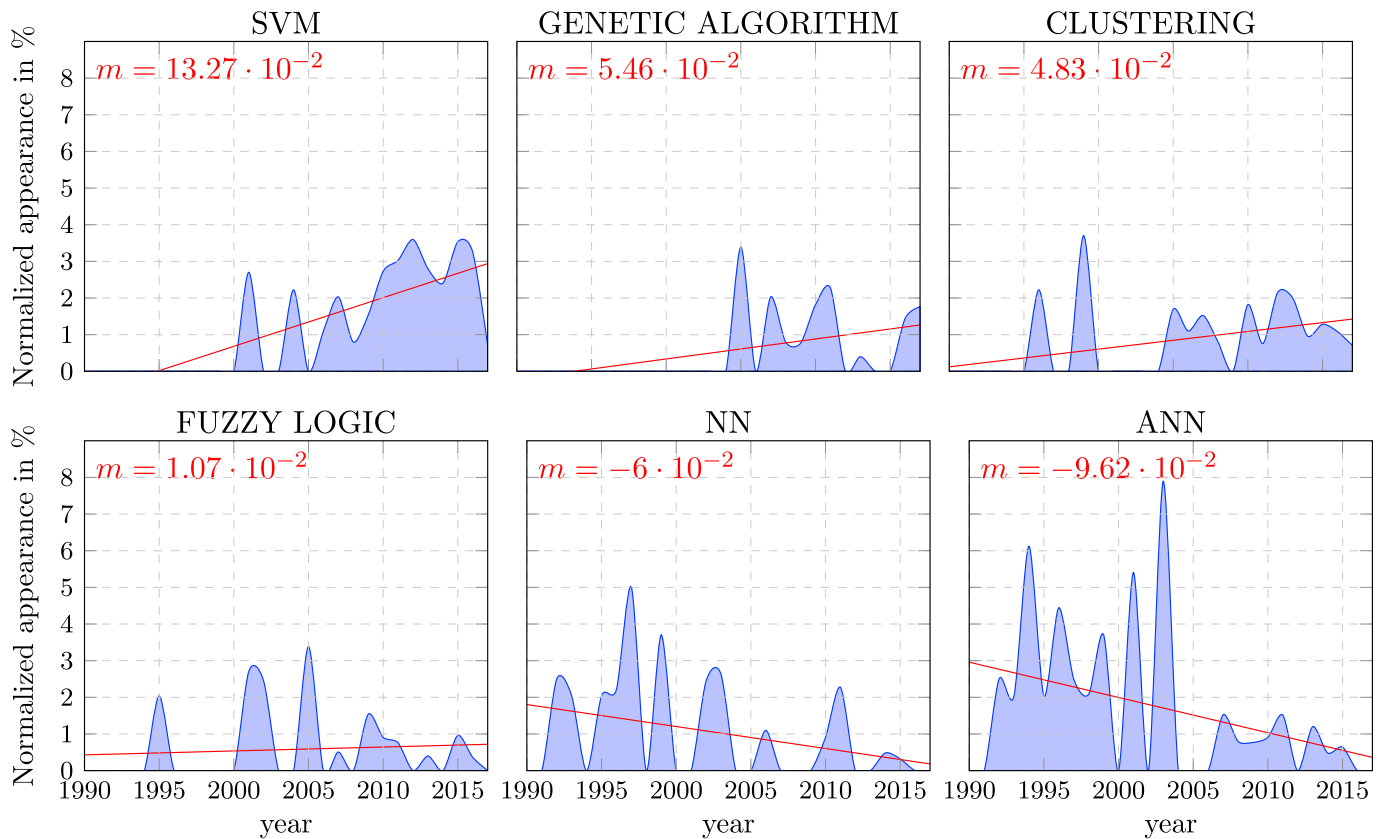 SVM
GENETIC ALGORITHM
CLUSTERING
Normalized appearance in %
8
7
6
5
4
3
2
1
0
m = 13.27 · 10⁻²
m = 5.46 · 10⁻²
m = 4.83 · 10⁻²
FUZZY LOGIC
NN
ANN
Normalized appearance in %
8
7
6
5
4
3
2
1
0
m = 1.07 · 10⁻²
m = −6 · 10⁻²
m = −9.62 · 10⁻²
1990 1995 2000 2005 2010 2015
1990 1995 2000 2005 2010 2015
1990 1995 2000 2005 2010 2015
year
year
year